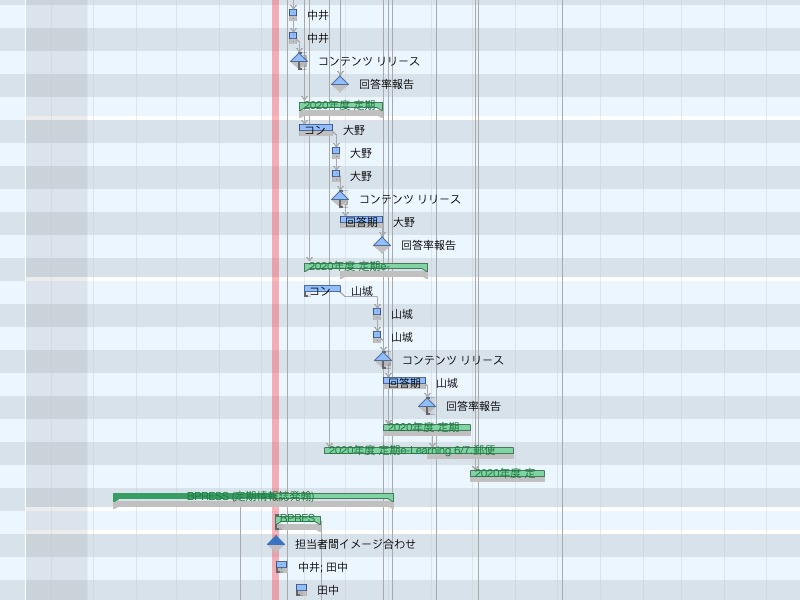 中井
中井
コンテンツ リリース
回答率報告
2020年度 定期
コン 大野
大野
大野
コンテンツ リリース
回答期 大野
回答率報告
2020年度 定期e-
コン 山城
山城
山城
コンテンツ リリース
回答期 山城
回答率報告
2020年度 定期
2020年度 定期e-Learning 6/7 郵便
2020年度 定
BPRESS (定期情報誌発翰)
BPRES
担当者間イメージ合わせ
中井; 田中
田中